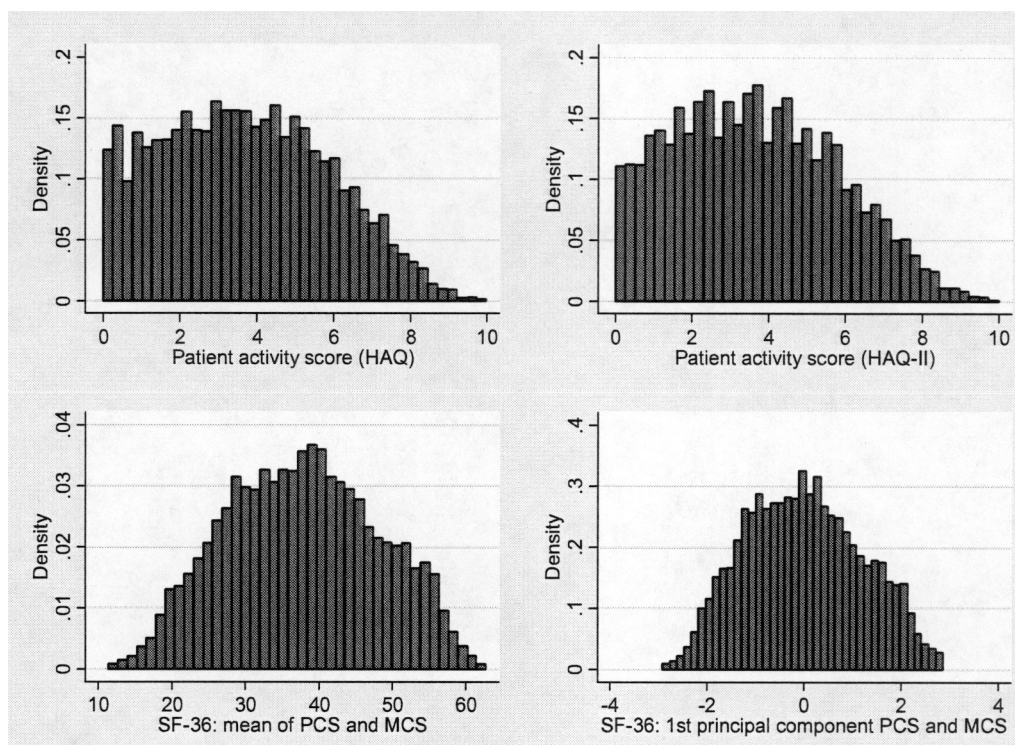 Density
.2
.15
.1
.05
0
0 2 4 6 8 10
Patient activity score (HAQ)
Density
.2
.15
.1
.05
0
0 2 4 6 8 10
Patient activity score (HAQ-II)
Density
.04
.03
.02
.01
0
10 20 30 40 50 60
SF-36: mean of PCS and MCS
Density
.4
.3
.2
.1
0
-4 -2 0 2 4
SF-36: 1st principal component PCS and MCS